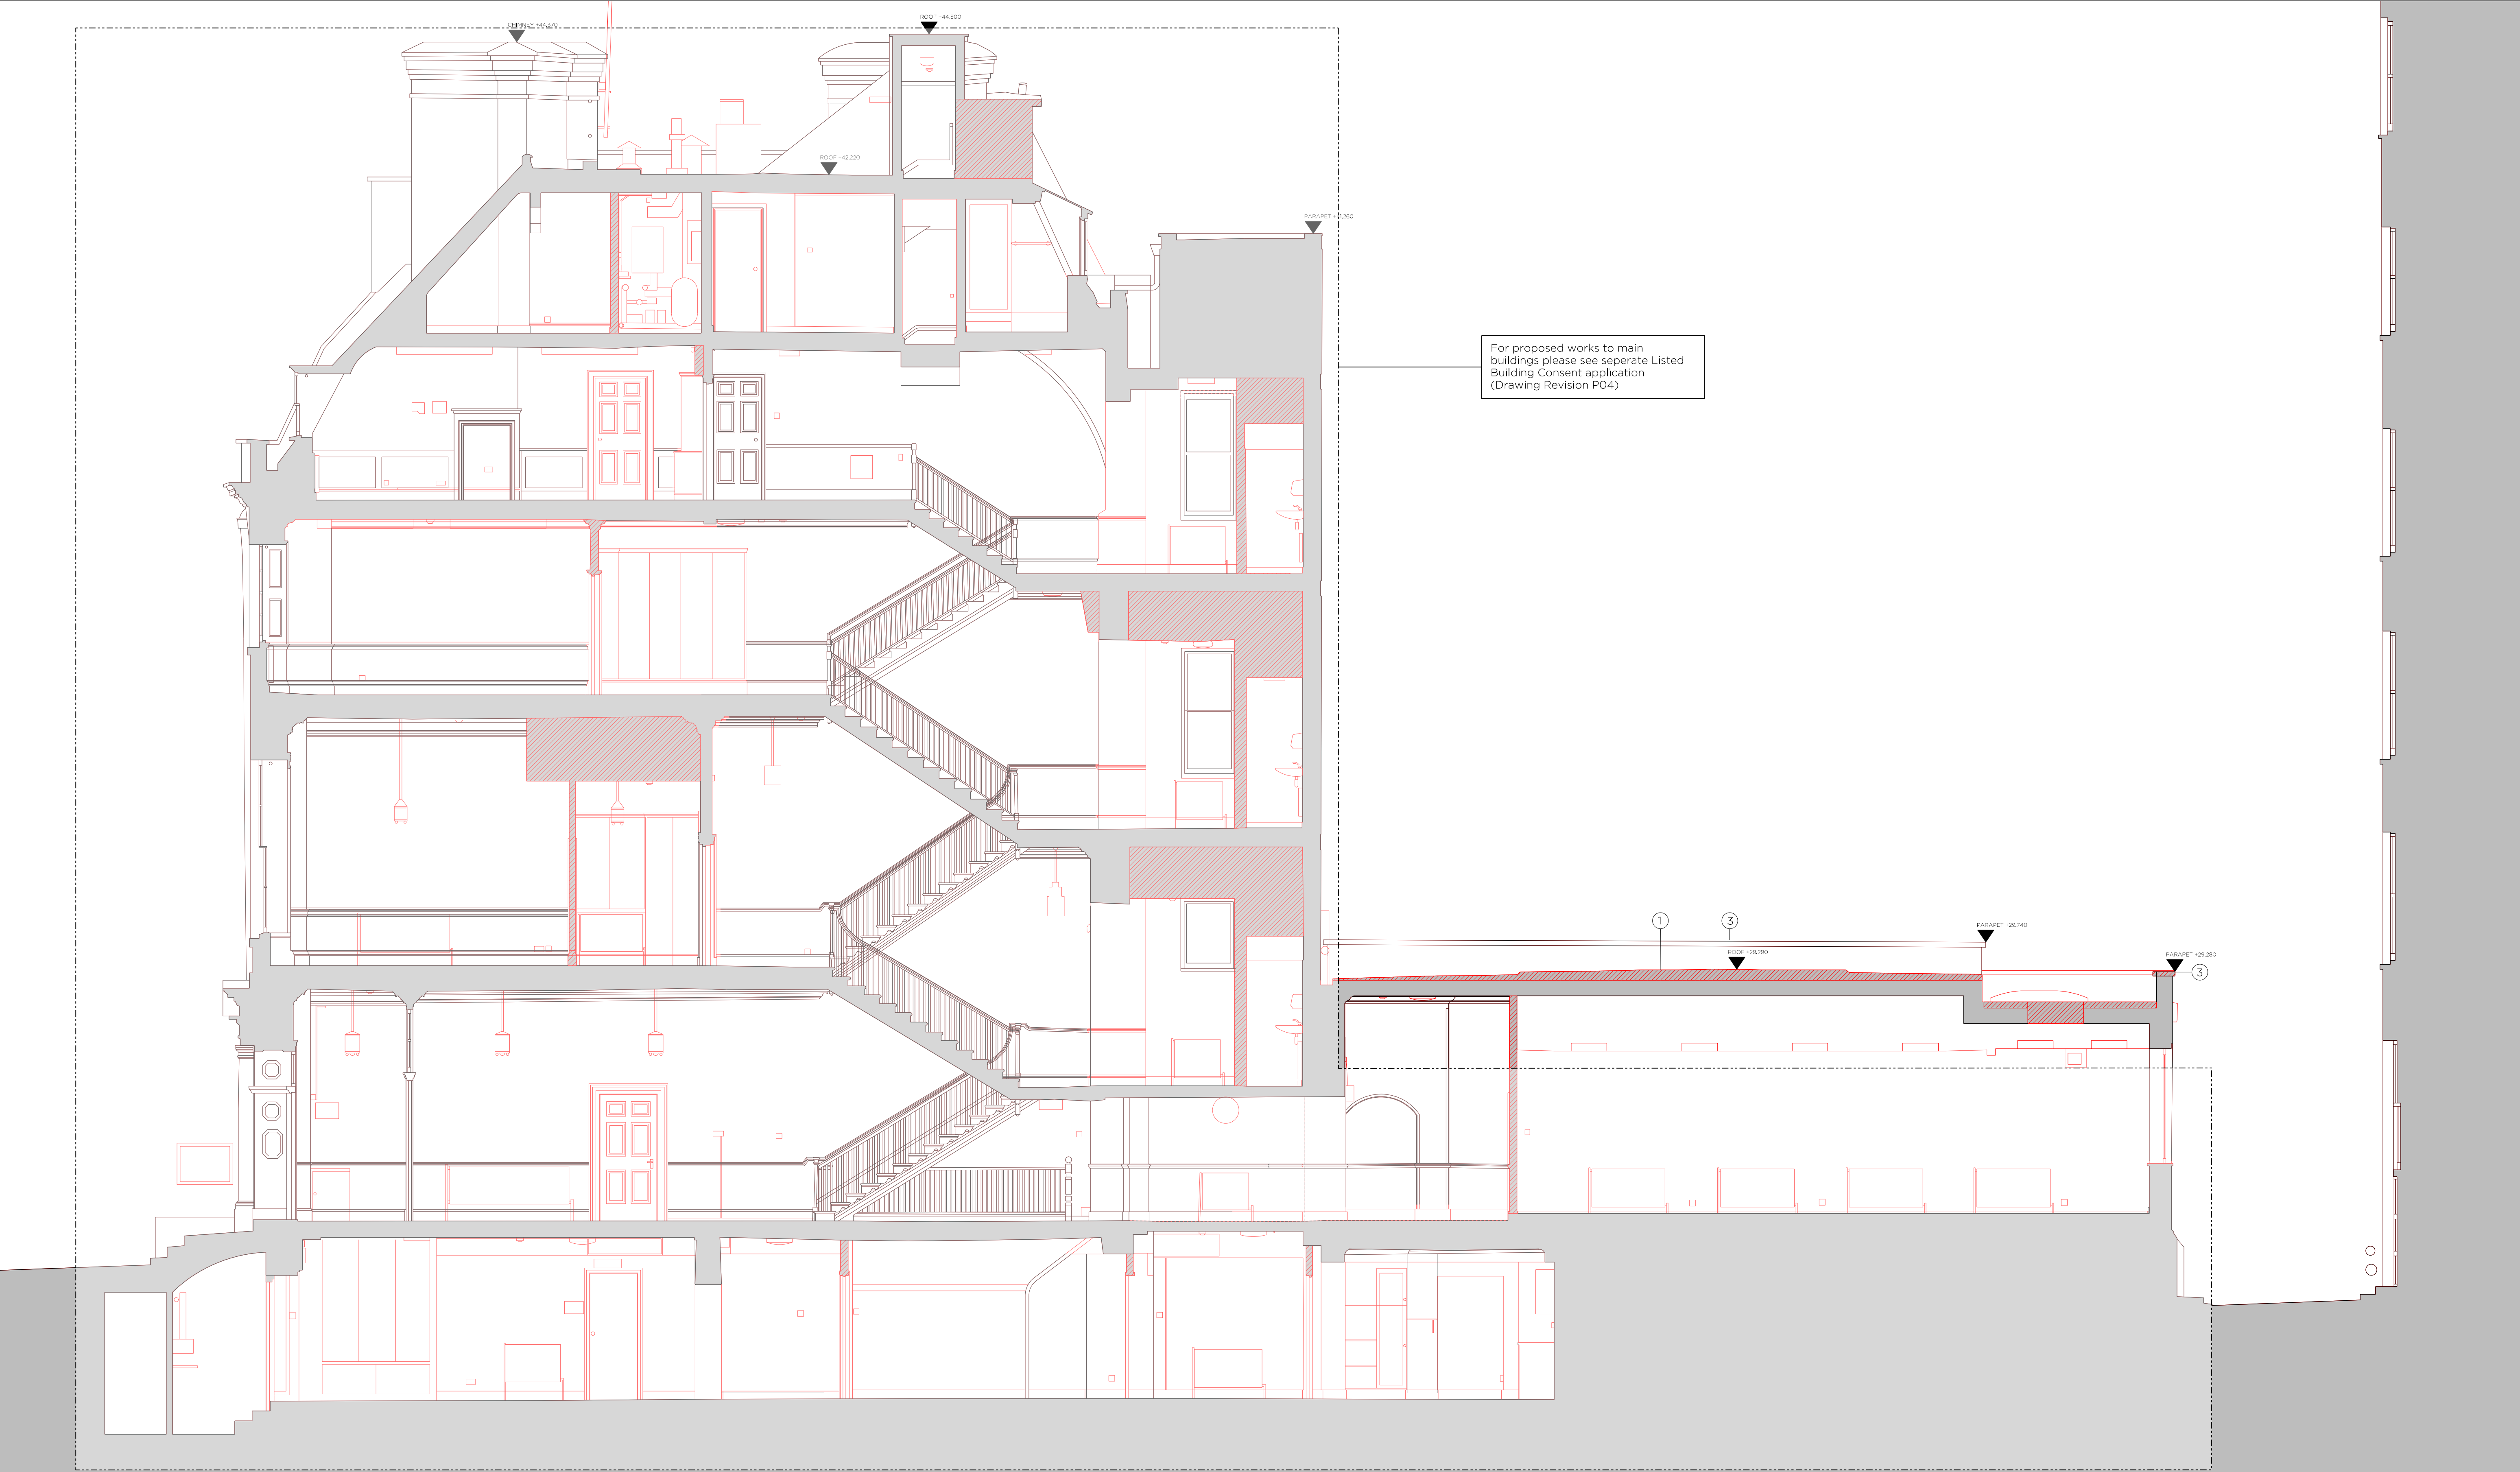 ROOF +44,500
CHIMNEY +44,370
ROOF +42,220
PARAPET
For proposed works to main
buildings please see seperate Listed
Building Consent application
(Drawing Revision P04)
1
3
PARAPET +29,740
ROOF +29,290
PARAPET +29,280
3